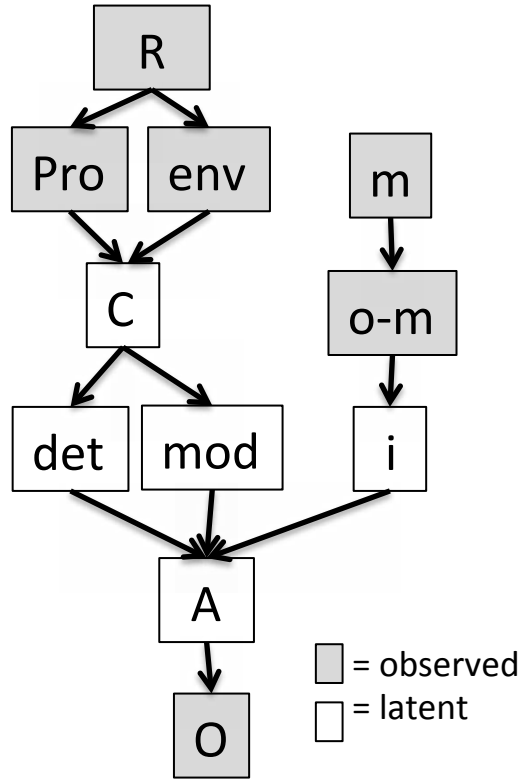 R
Pro env
m
C
o-m
det mod
i
A
= observed
= latent
O